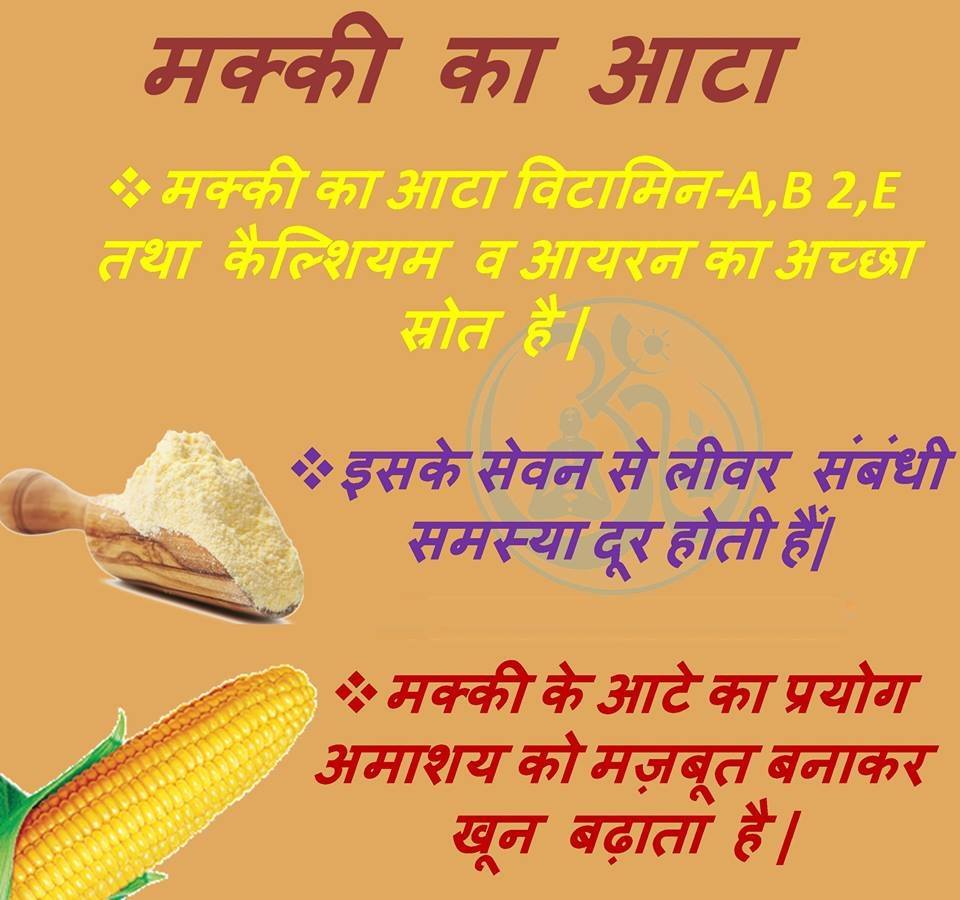 मक्की का आटा
❖मक्की का आटा विटामिन-A,B 2,E
तथा कैल्शियम व आयरन का अच्छा
स्रोत है|
❖इसके सेवन से लीवर संबंधी
समस्या दूर होती हैं|
❖मक्की के आटे का प्रयोग
अमाशय को मज़बूत बनाकर
खून बढ़ाता है|